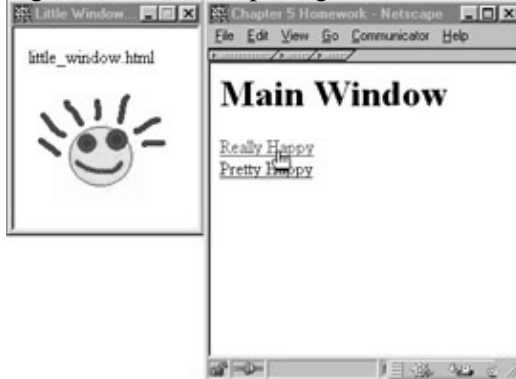 Little Window...
little_window.html
Chapter 5 Homework - Netscape
File Edit View Go Communicator Help
Main Window
Really Happy
Pretty Happy